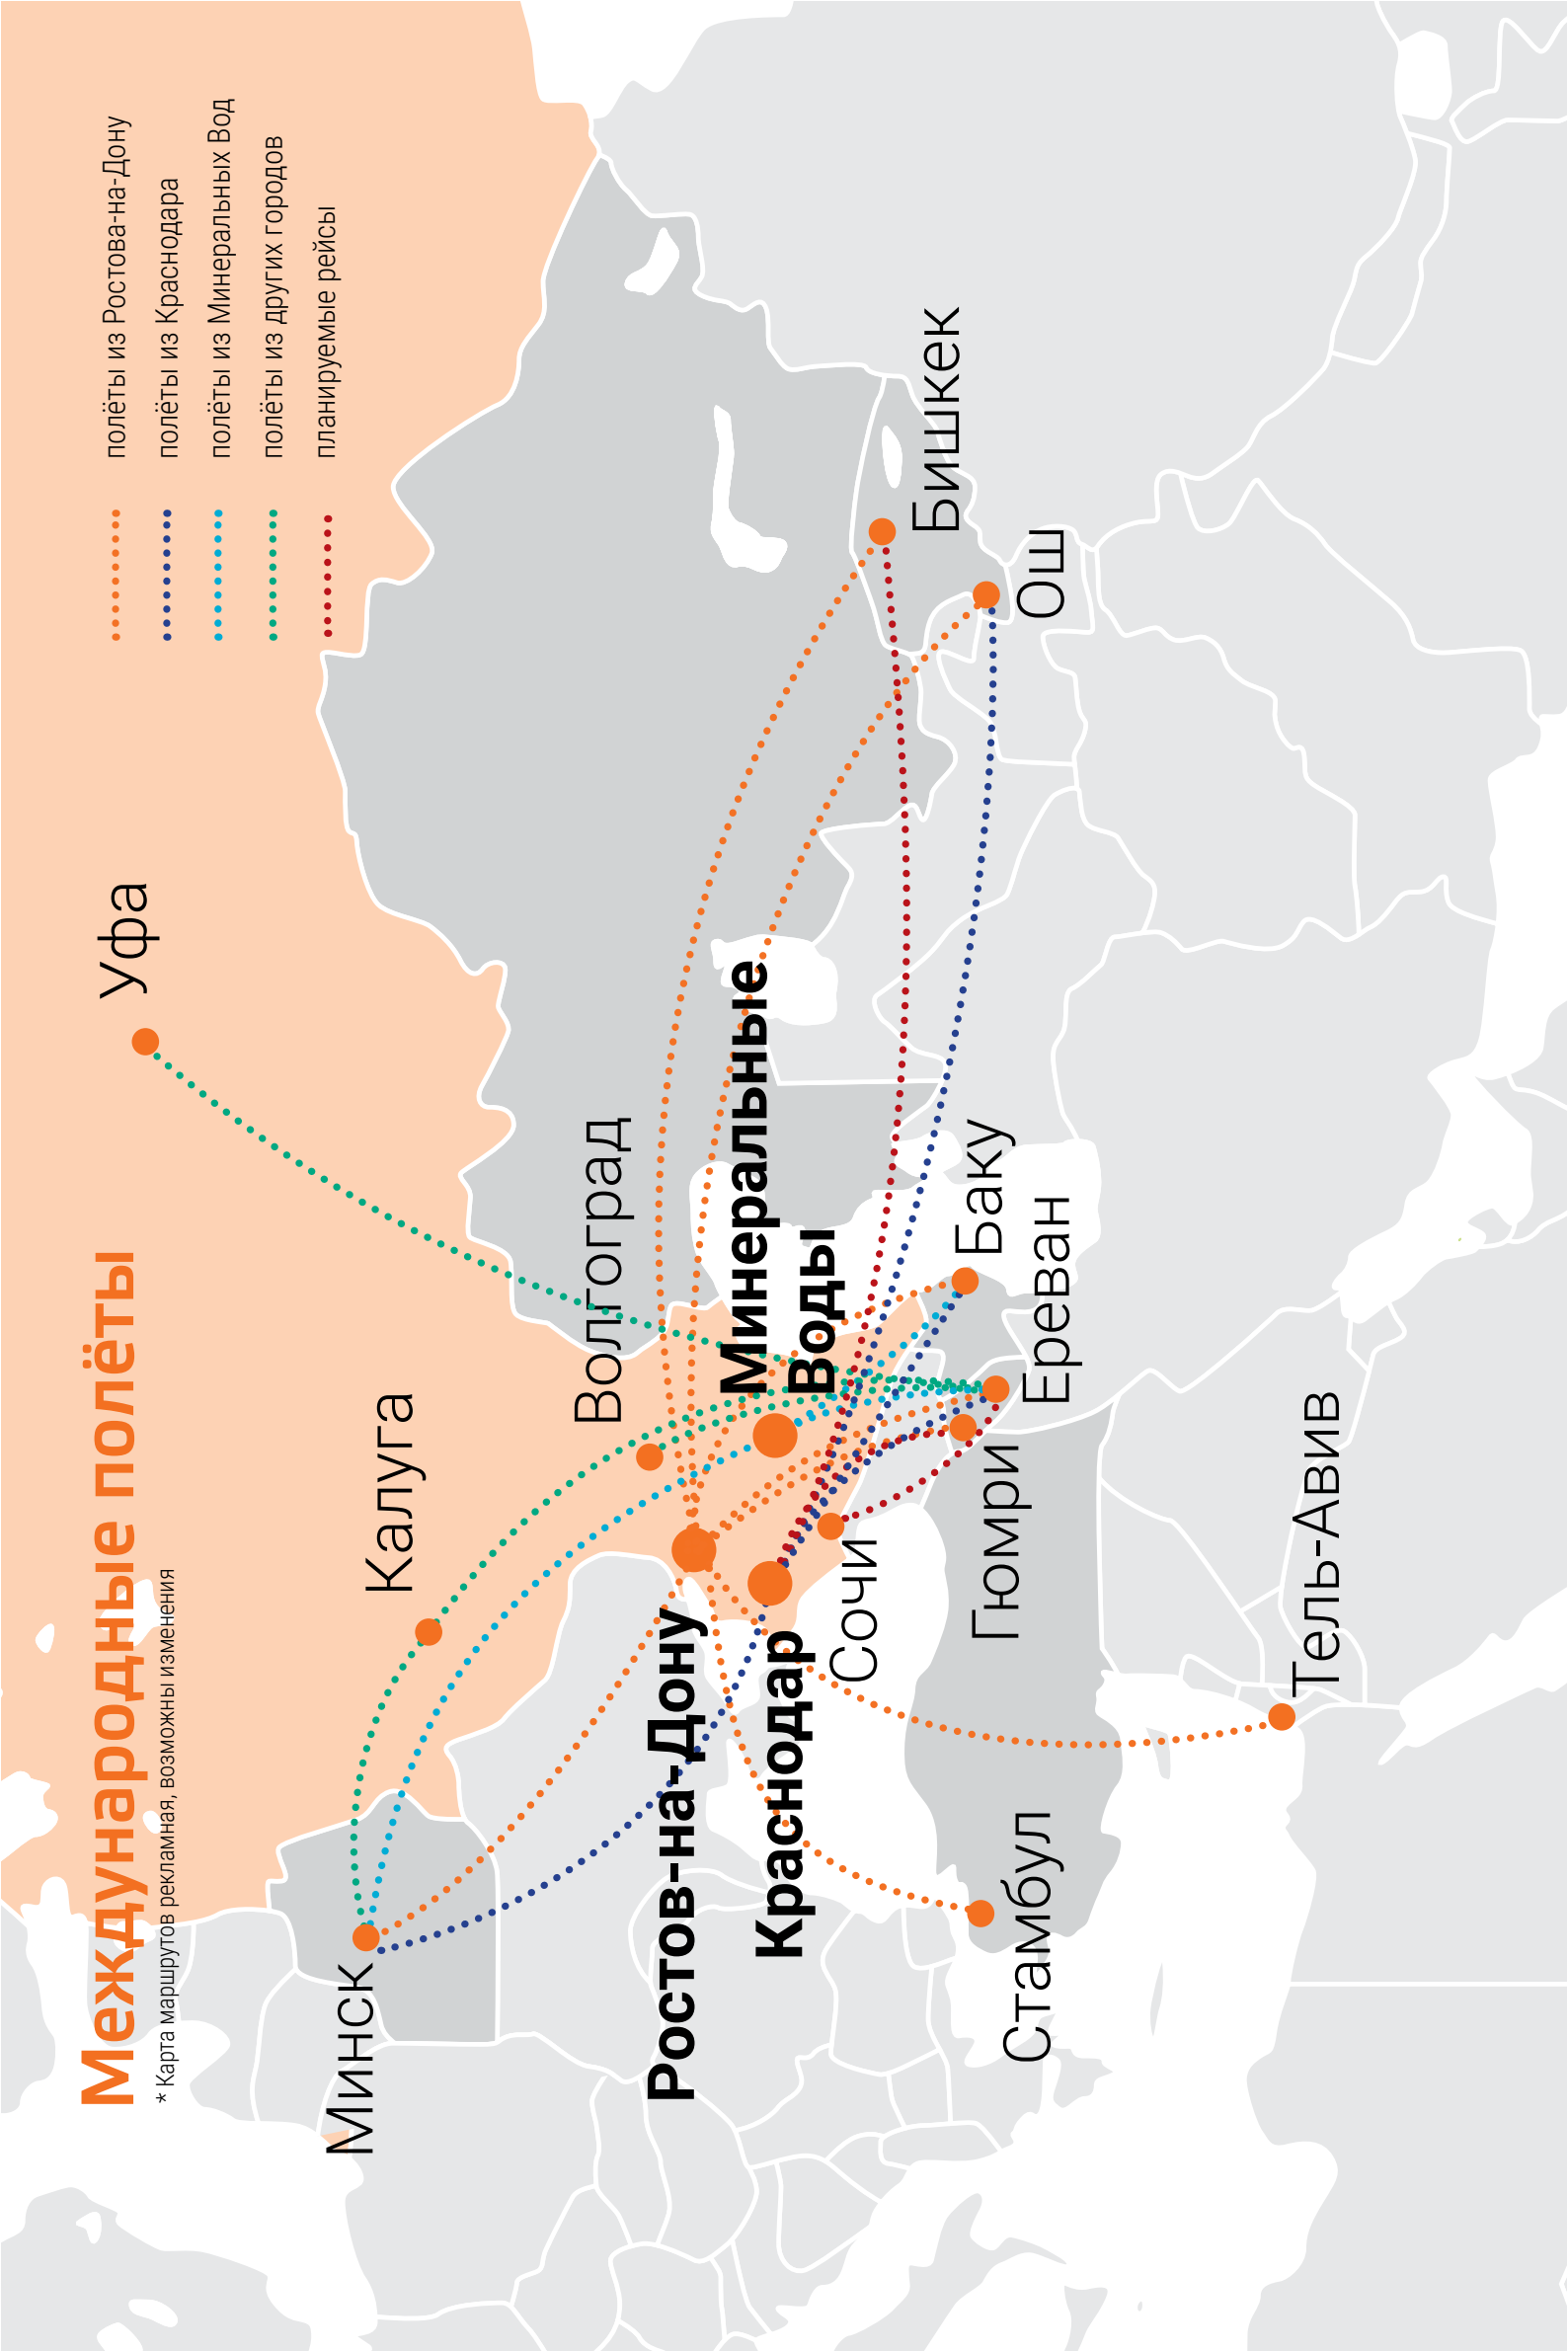 Международные полёты
* Карта маршрутов рекламная, возможны изменения
полёты из Ростова-на-Дону
полёты из Краснодара
полёты из Минеральных Вод
полёты из других городов
планируемые рейсы
Уфа
Минск
Калуга
Волгоград
Ростов-на-Дону
Минеральные
Воды
Краснодар
Сочи
Бишкек
Ош
Баку
Ереван
Гюмри
Стамбул
Тель-Авив